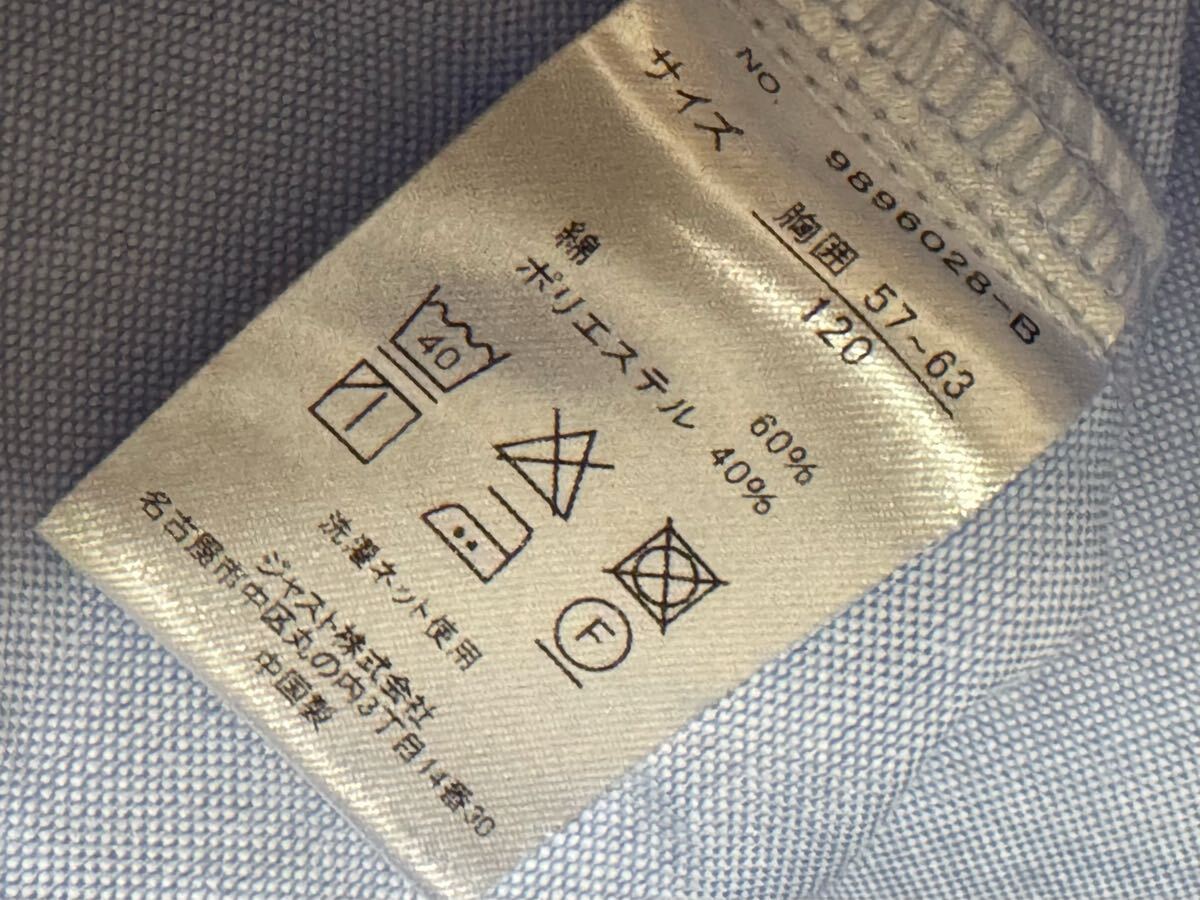 NO. 9896028-B
サイズ 胸囲 57~63
120
綿 60%
ポリエステル 40%
40
F
洗濯ネット使用
ジャスト株式会社
名古屋市中区丸の内3丁目14番30
中国製